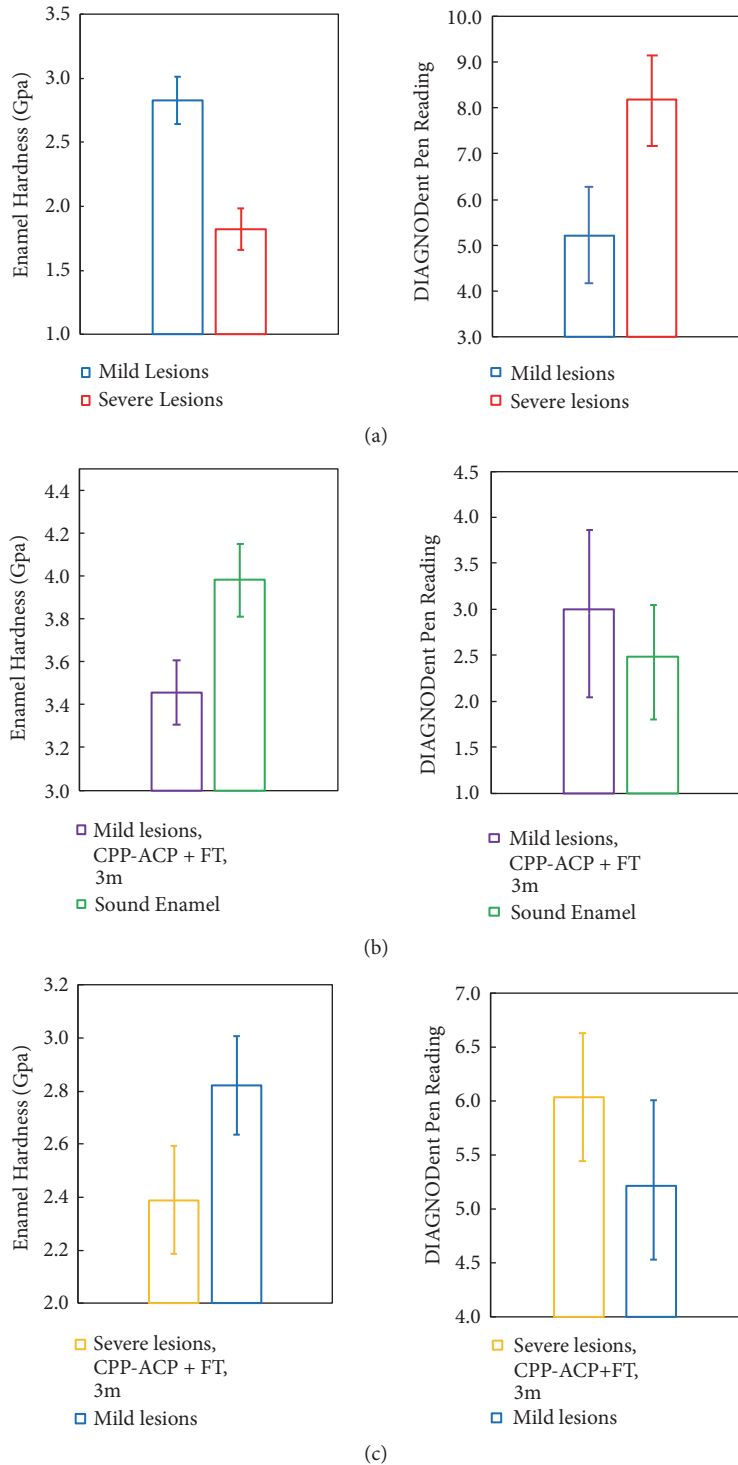 Enamel Hardness (Gpa)
3.5
3.0
2.5
2.0
1.5
1.0
Mild Lesions
Severe Lesions
DIAGNODent Pen Reading
10.0
9.0
8.0
7.0
6.0
5.0
4.0
3.0
Mild lesions
Severe lesions
(a)
Enamel Hardness (Gpa)
4.4
4.2
4.0
3.8
3.6
3.4
3.2
3.0
Mild lesions,
CPP-ACP + FT,
3m
Sound Enamel
DIAGNODent Pen Reading
4.5
4.0
3.5
3.0
2.5
2.0
1.5
1.0
Mild lesions,
CPP-ACP + FT
3m
Sound Enamel
(b)
Enamel Hardness (Gpa)
3.2
3.0
2.8
2.6
2.4
2.2
2.0
Severe lesions,
CPP-ACP + FT,
3m
Mild lesions
DIAGNODent Pen Reading
7.0
6.5
6.0
5.5
5.0
4.5
4.0
Severe lesions,
CPP-ACP+FT,
3m
Mild lesions
(c)